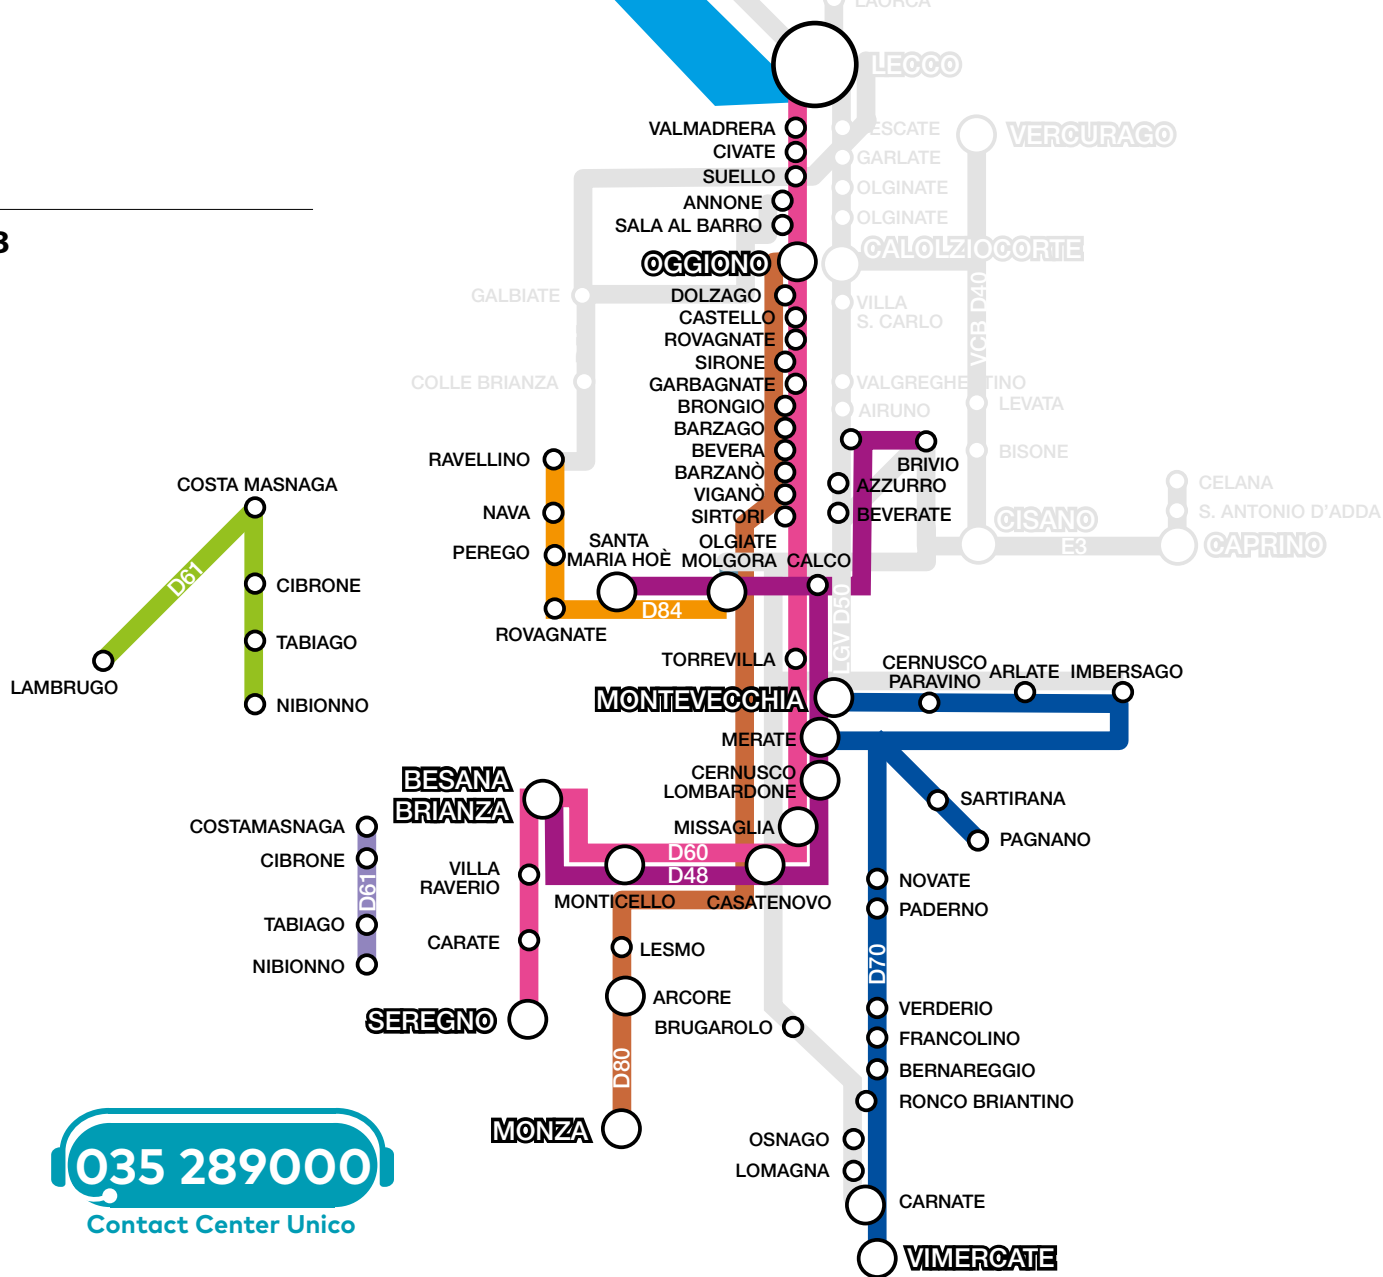 LAORCA
LECCO
VALMADRERA
ESCATE
VERCURAGO
CIVATE
GARLATE
SUELLO
OLGINATE
ANNONE
SALA AL BARRO
OLGINATE
B
CALOLZIOCORTE
OGGIONO
GALBIATE
DOLZAGO
VILLA
S. CARLO
VCB D40
CASTELLO
ROVAGNATE
SIRONE
COLLE BRIANZA
GARBAGNATE
VALGREGHENTINO
BRONGIO
AIRUNO
LEVATA
BARZAGO
BEVERA
BISONE
RAVELLINO
BRIVIO
BARZANÒ
COSTA MASNAGA
AZZURRO
CELANA
VIGANÒ
NAVA
SIRTORI
BEVERATE
CISANO
S. ANTONIO D'ADDA
E3
CAPRINO
PEREGO
SANTA
MARIA HOÈ
OLGIATE
MOLGORA
CALCO
D61
CIBRONE
D84
ROVAGNATE
LGV D50
TABIAGO
TORREVILLA
CERNUSCO
PARAVINO
ARLATE
IMBERSAGO
LAMBRUGO
MONTEVECCHIA
NIBIONNO
MERATE
BESANA
BRIANZA
CERNUSCO
LOMBARDONE
SARTIRANA
COSTAMASNAGA
MISSAGLIA
PAGNANO
CIBRONE
D60
VILLA
RAVERIO
D48
NOVATE
D61
MONTICELLO
CASATENOVO
PADERNO
TABIAGO
CARATE
LESMO
NIBIONNO
D70
ARCORE
SEREGNO
BRUGAROLO
VERDERIO
FRANCOLINO
D80
BERNAREGGIO
RONCO BRIANTINO
MONZA
OSNAGO
035 289000
LOMAGNA
CARNATE
Contact Center Unico
VIMERCATE